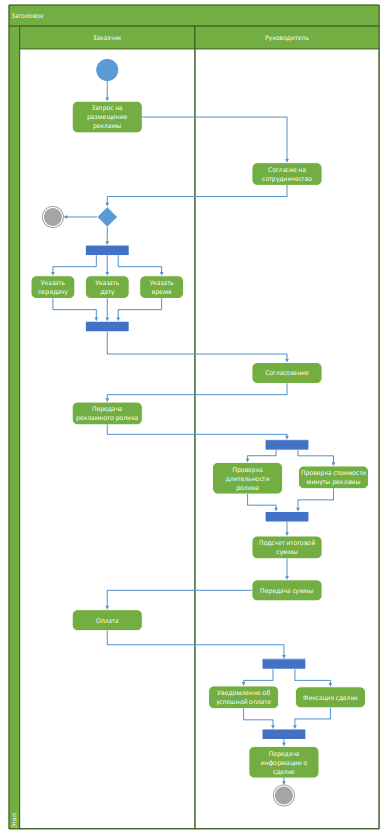 Заголовок
Заказчик
Руководитель
Запрос на
размещение
рекламы
Согласие на
сотрудничество
Указать
передачу
Указать
дату
Указать
время
Согласование
Передача
рекламного ролика
Проверка
длительности
ролика
Проверка стоимости
минуты рекламы
Подсчет итоговой
суммы
Передача суммы
Оплата
Уведомление об
успешной оплате
Фиксация сделки
Передача
информации о
сделке
Этап